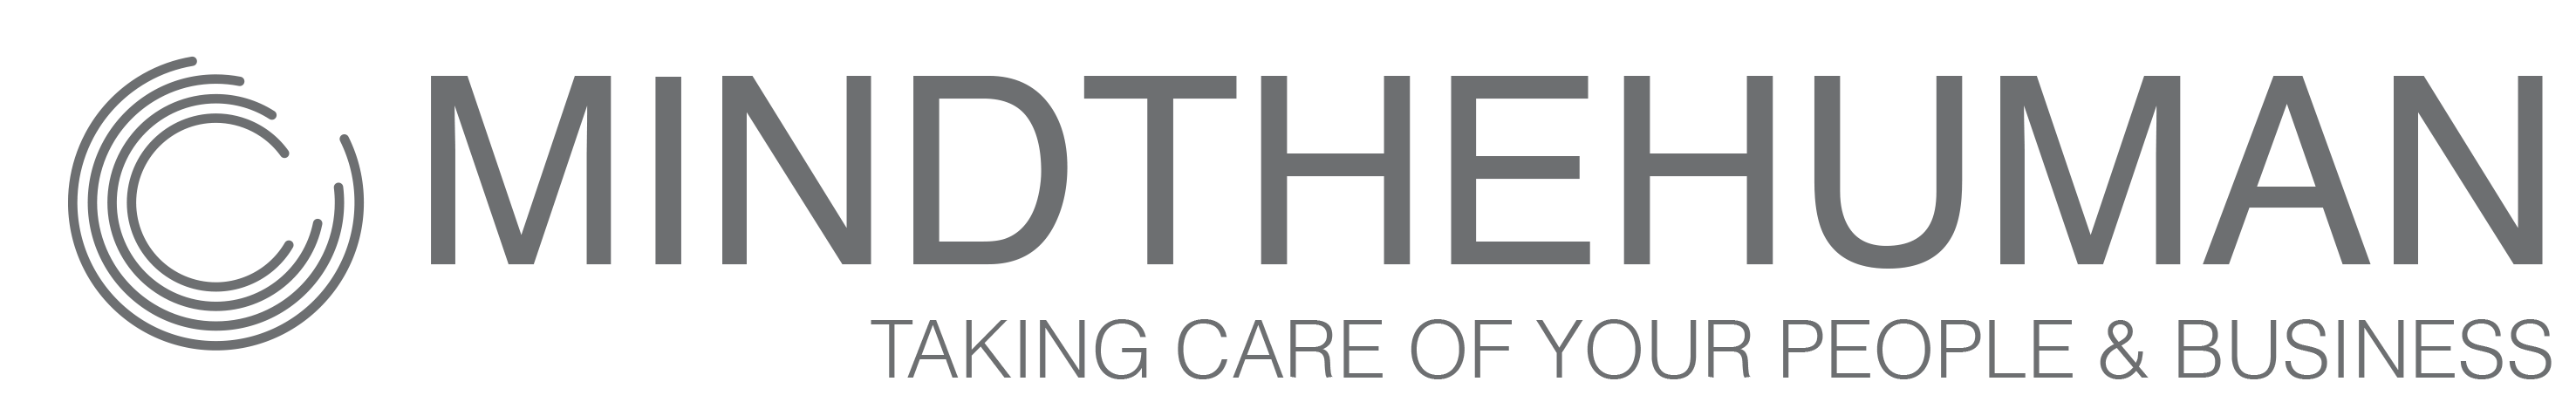 MINDTHEHUMAN
TAKING CARE OF YOUR PEOPLE & BUSINESS